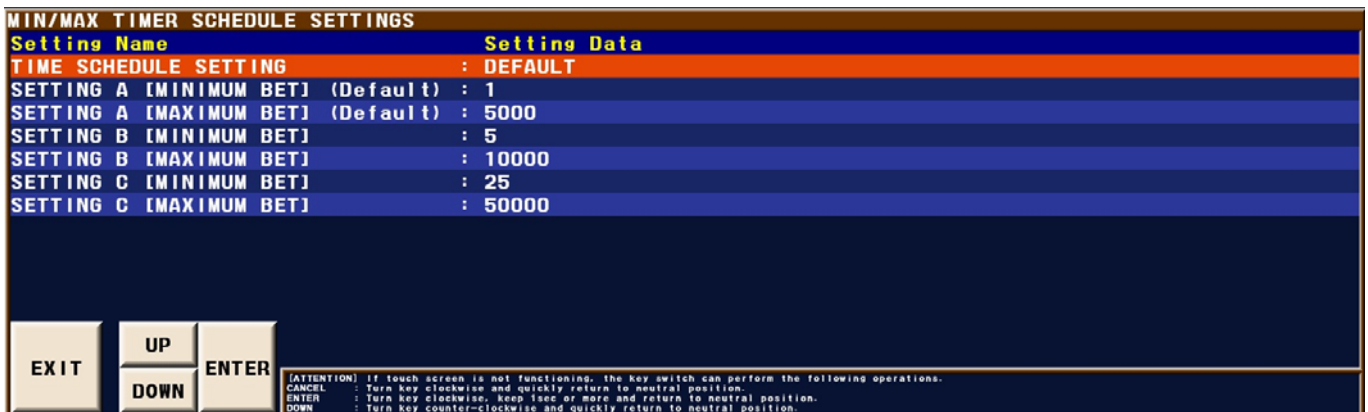 MIN/MAX TIMER SCHEDULE SETTINGS
Setting Name Setting Data
TIME SCHEDULE SETTING : DEFAULT
SETTING A [MINIMUM BET] (Default) : 1
SETTING A [MAXIMUM BET] (Default) : 5000
SETTING B [MINIMUM BET] : 5
SETTING B [MAXIMUM BET] : 10000
SETTING C [MINIMUM BET] : 25
SETTING C [MAXIMUM BET] : 50000
EXIT
UP
DOWN
ENTER
[ATTENTION] If touch screen is not functioning, the key switch can perform the following operations.
CANCEL : Turn key clockwise and quickly return to neutral position.
ENTER : Turn key clockwise, keep 1sec or more and return to neutral position.
DOWN : Turn key counter-clockwise and quickly return to neutral position.